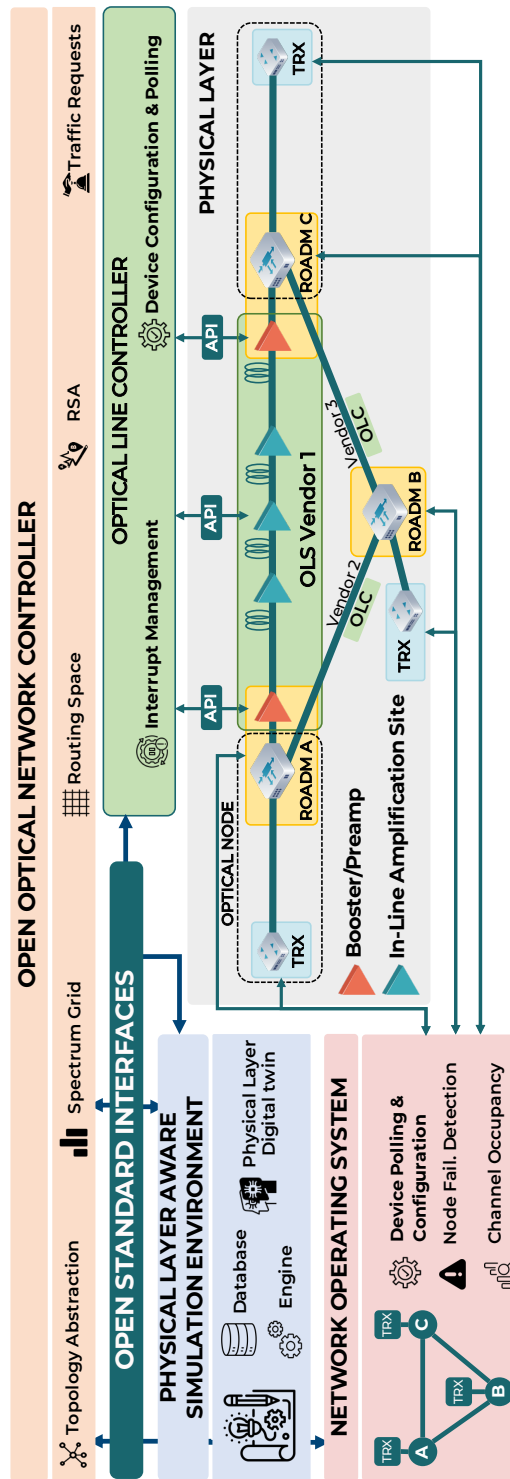 OPEN OPTICAL NETWORK CONTROLLER
Topology Abstraction
Spectrum Grid
Routing Space
RSA
Traffic Requests
OPEN STANDARD INTERFACES
OPTICAL LINE CONTROLLER
Interrupt Management
Device Configuration & Polling
PHYSICAL LAYER AWARE
SIMULATION ENVIRONMENT
Database
Engine
Physical Layer
Digital twin
API
API
API
PHYSICAL LAYER
OPTICAL NODE
TRX
ROADM A
OLS Vendor 1
ROADM C
TRX
Vendor 2
OLC
Vendor 3
OLC
TRX
ROADM B
Booster/Preamp
In-Line Amplification Site
NETWORK OPERATING SYSTEM
TRX
TRX
TRX
A
B
C
Device Polling &
Configuration
Node Fail. Detection
Channel Occupancy